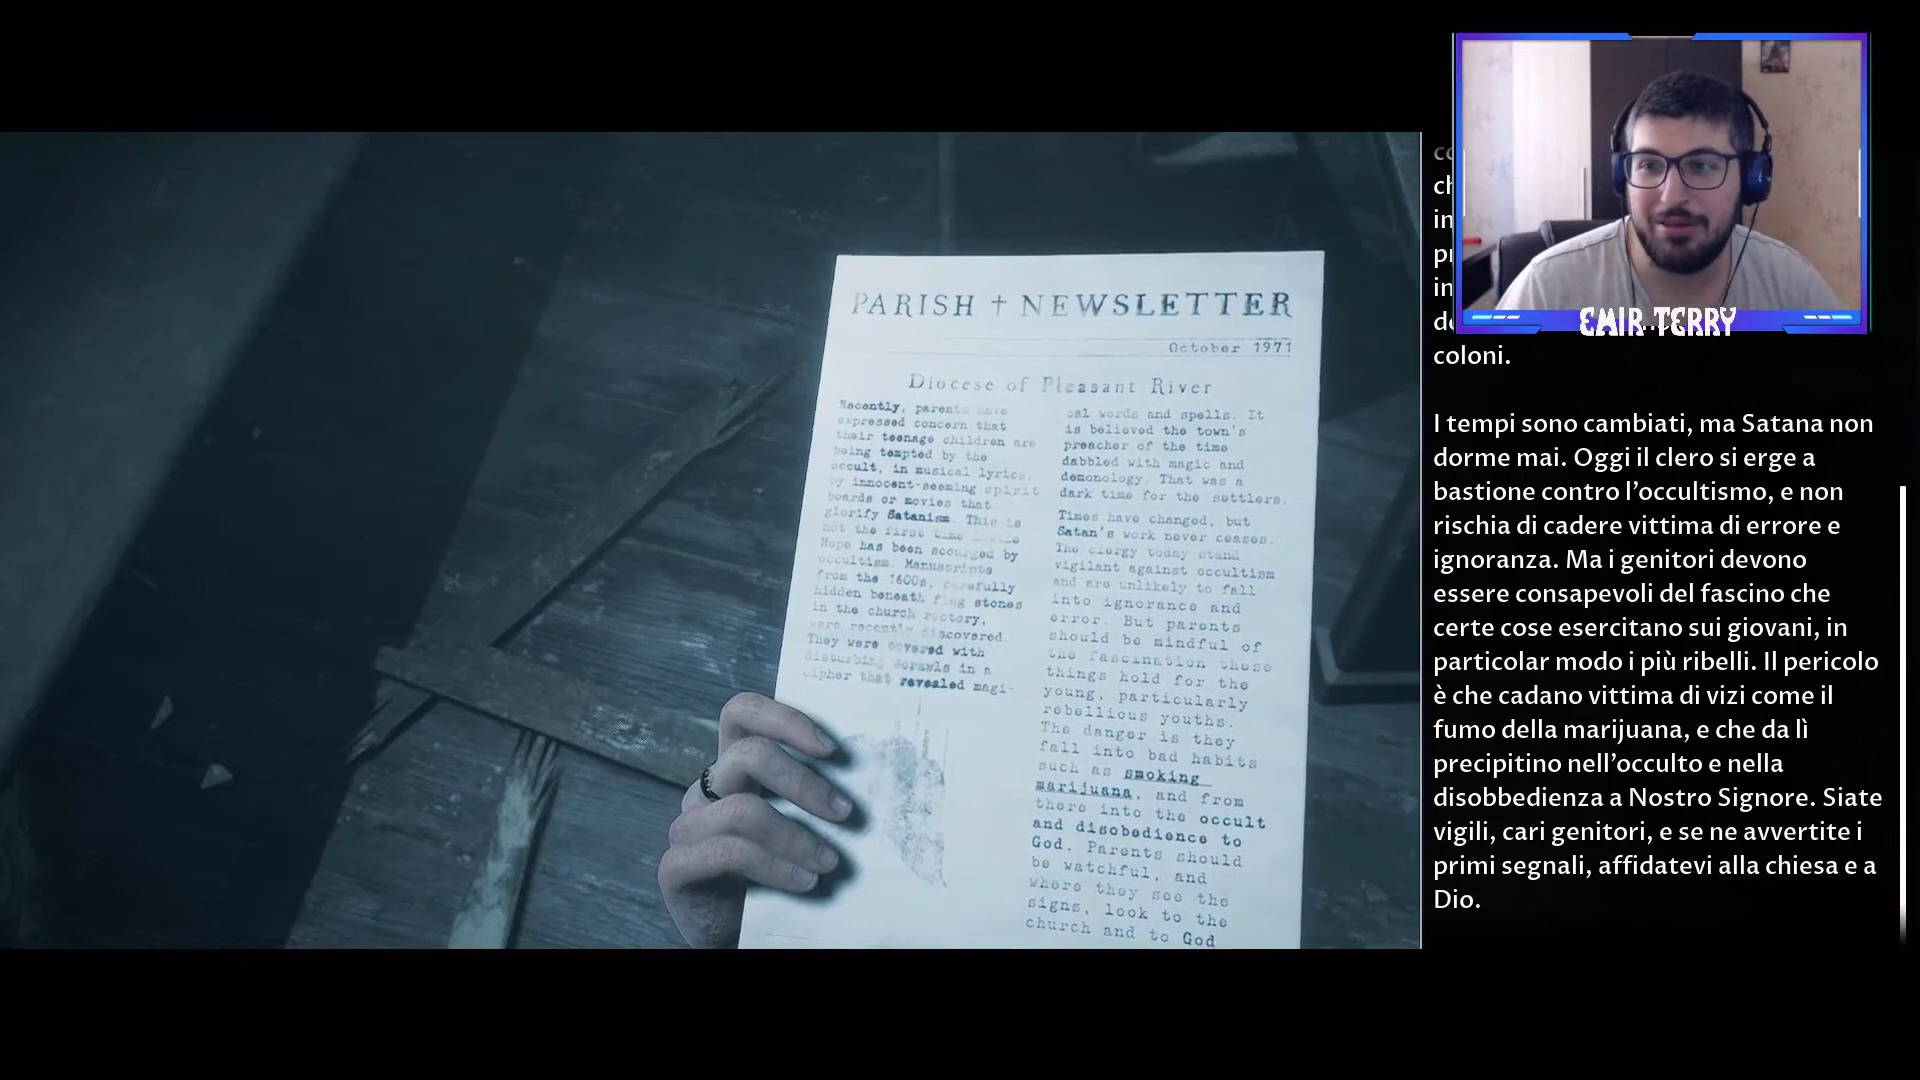 PARISH † NEWSLETTER
October 1971
Diocese of Pleasant River
Recently, parents have
expressed concern that
their teenage children are
being tempted by the
occult, in musical lyrics,
by innocent-seeming spirit
boards or movies that
glorify Satanism. This is
not the first time
Hope has been scourged by
occultism. Manuscripts
from the 1600s, carefully
hidden beneath flag stones
in the church rectory,
were recently discovered.
They were covered with
disturbing scrawls in a
cipher that revealed magi-
cal words and spells. It
is believed the town's
preacher of the time
dabbled with magic and
demonology. That was a
dark time for the settlers.
Times have changed, but
Satan's work never ceases.
The clergy today stand
vigilant against occultism
and are unlikely to fall
into ignorance and
error. But parents
should be mindful of
the fascination these
things hold for the
young, particularly
rebellious youths.
The danger is they
fall into bad habits
such as smoking
marijuana, and from
there into the occult
and disobedience to
God. Parents should
be watchful, and
where they see the
signs, look to the
church and to God
EMIR TERRY
coloni.
I tempi sono cambiati, ma Satana non
dorme mai. Oggi il clero si erge a
bastione contro l'occultismo, e non
rischia di cadere vittima di errore e
ignoranza. Ma i genitori devono
essere consapevoli del fascino che
certe cose esercitano sui giovani, in
particolar modo i più ribelli. Il pericolo
è che cadano vittima di vizi come il
fumo della marijuana, e che da lì
precipitino nell'occulto e nella
disobbedienza a Nostro Signore. Siate
vigili, cari genitori, e se ne avvertite i
primi segnali, affidatevi alla chiesa e a
Dio.